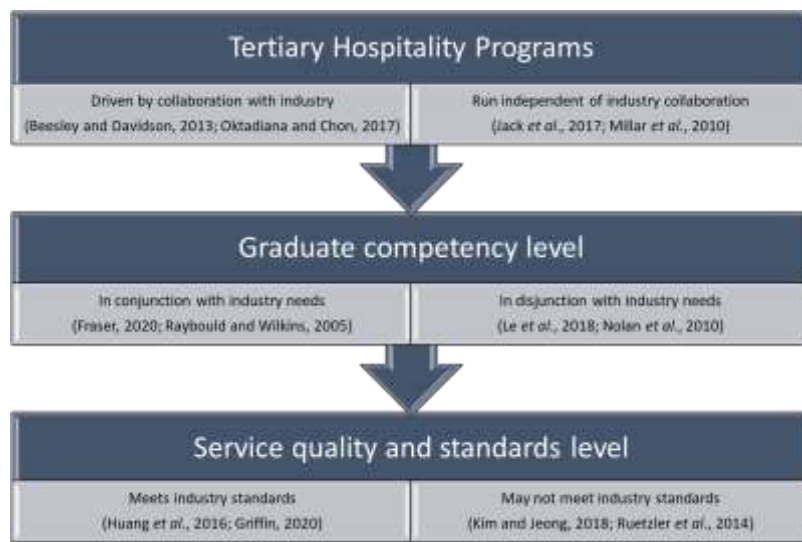 Tertiary Hospitality Programs
Driven by collaboration with industry
(Beesley and Davidson, 2013; Oktadiana and Chon, 2017)
Run independent of industry collaboration
(Jack et al., 2017; Millar et al., 2010)
Graduate competency level
In conjunction with industry needs
(Fraser, 2020; Raybould and Wilkins, 2005)
In disjunction with industry needs
(Le et al., 2018; Nolan et al., 2010)
Service quality and standards level
Meets industry standards
(Huang et al., 2016; Griffin, 2020)
May not meet industry standards
(Kim and Jeong, 2018; Ruetzler et al., 2014)